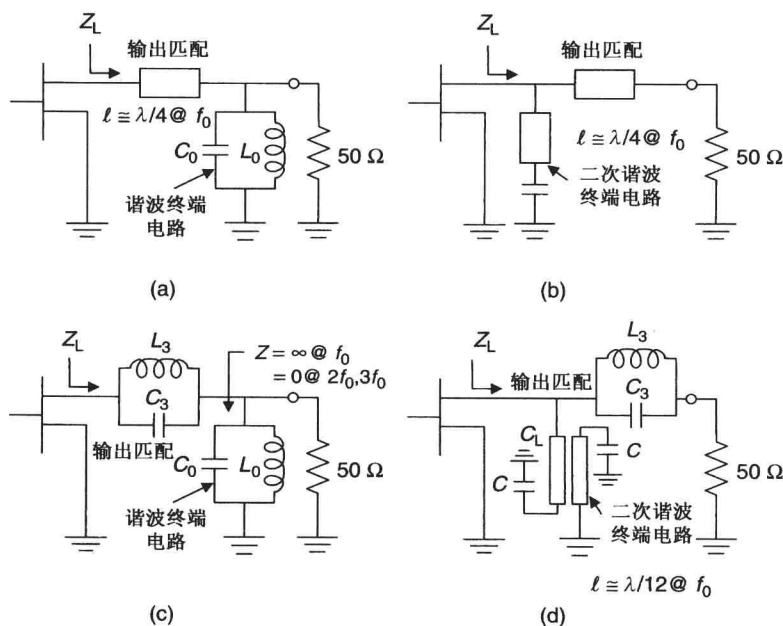 Z_L
输出匹配
ℓ ≅ λ/4 @ f_0
C_0
L_0
50 Ω
谐波终端
电路
(a)
Z_L
输出匹配
ℓ ≅ λ/4 @ f_0
50 Ω
二次谐波
终端电路
(b)
Z_L
L_3
C_3
输出匹配
Z = ∞ @ f_0
= 0 @ 2f_0,3f_0
C_0
L_0
50 Ω
谐波终端
电路
(c)
Z_L
L_3
输出匹配
C_3
C_L
C
C
50 Ω
二次谐波
终端电路
ℓ ≅ λ/12 @ f_0
(d)